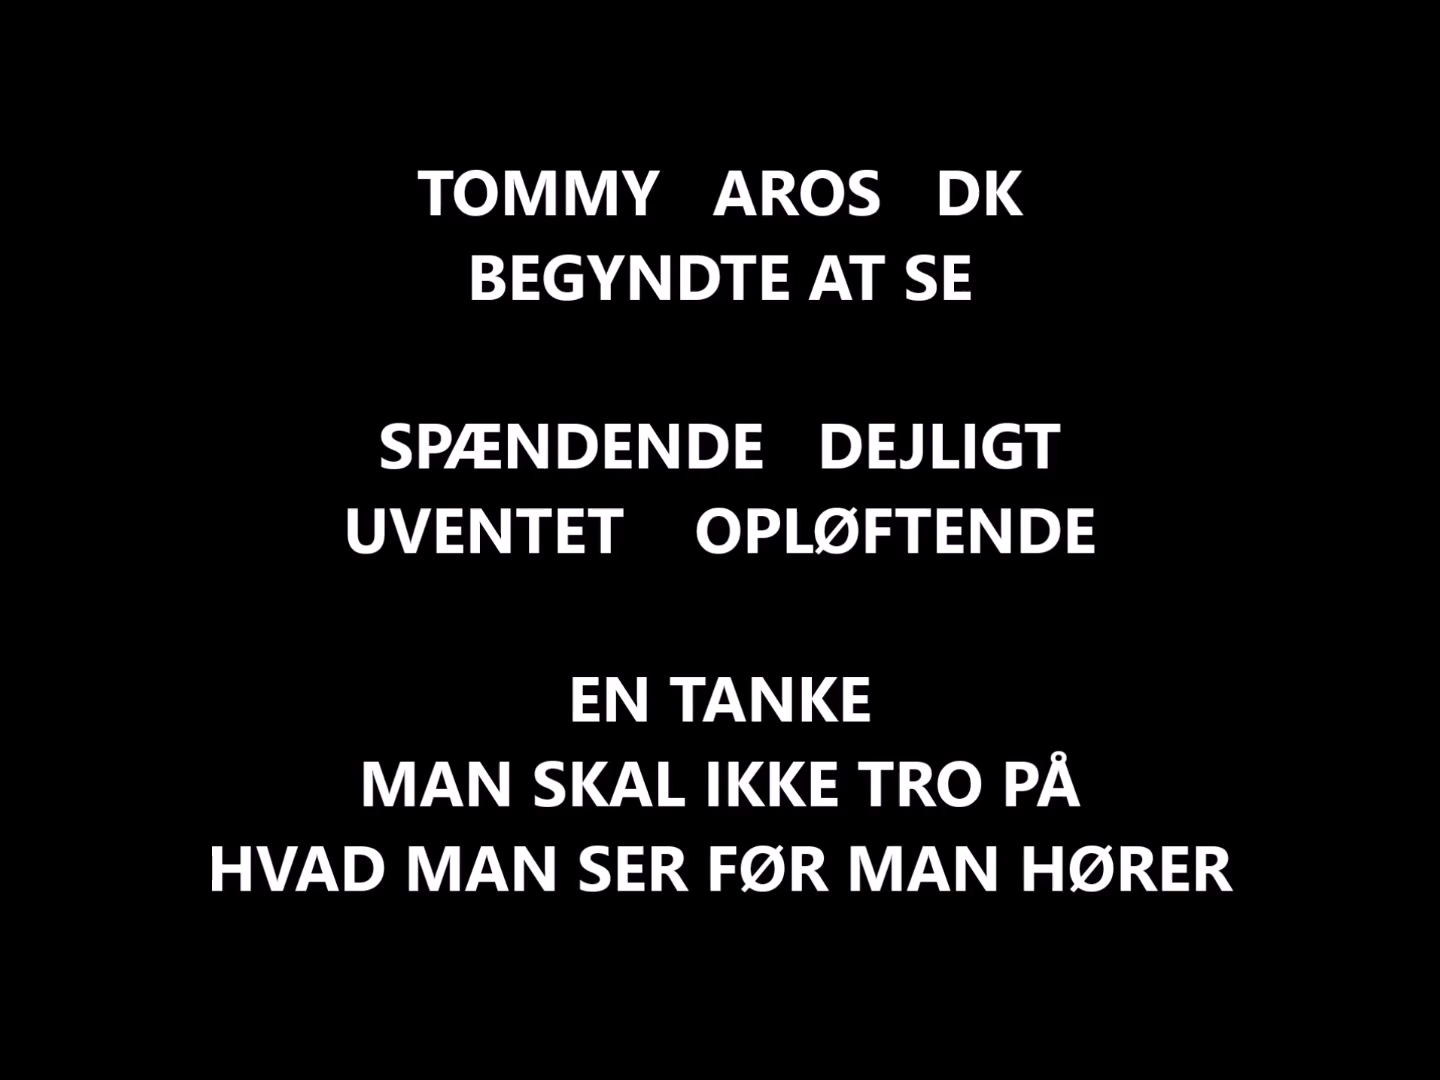 TOMMY AROS DK
BEGYNDTE AT SE
SPÆNDENDE DEJLIGT
UVENTET OPLØFTENDE
EN TANKE
MAN SKAL IKKE TRO PÅ
HVAD MAN SER FØR MAN HØRER